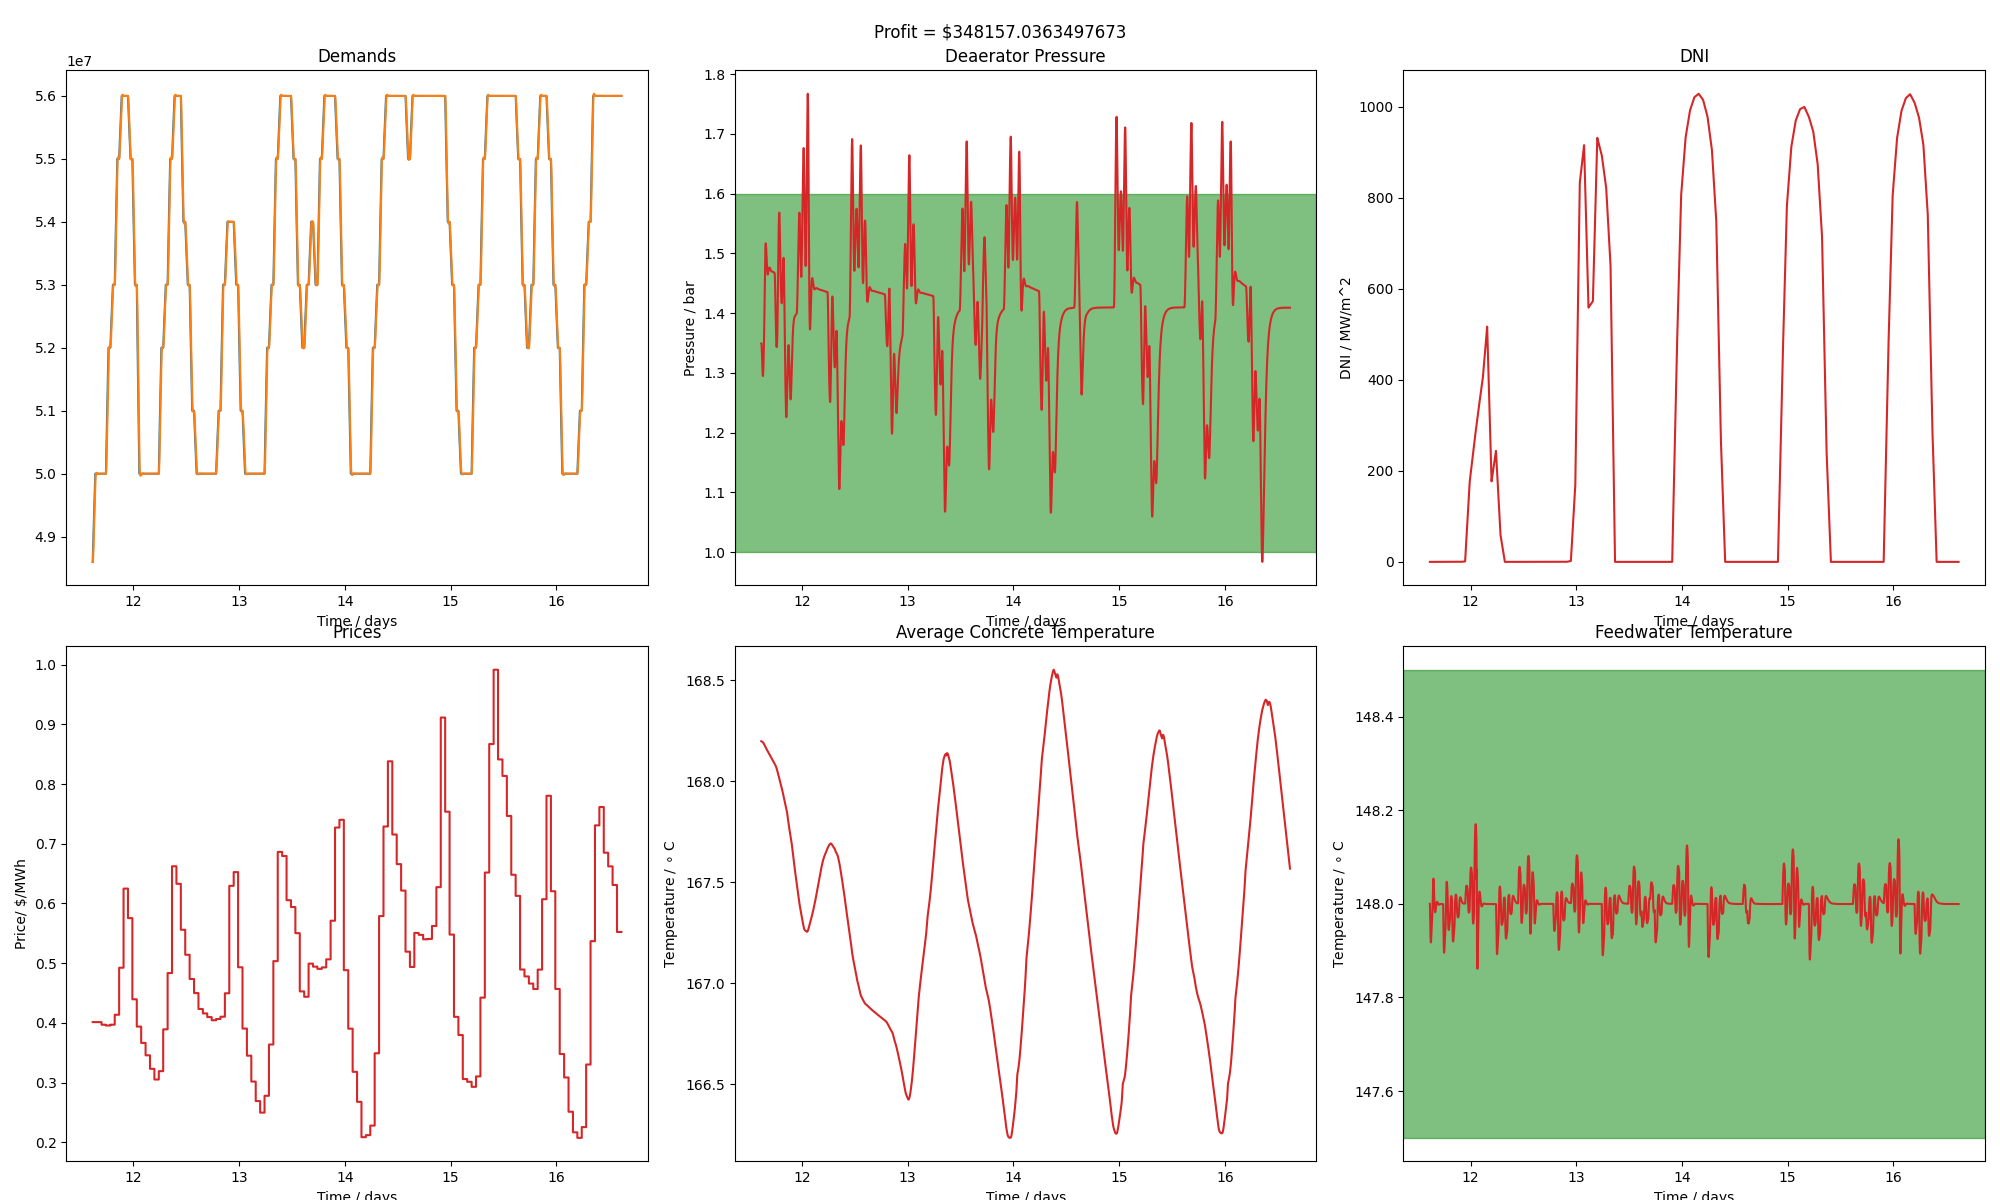 Profit = $348157.0363497673
Demands
1e7
5.6
5.5
5.4
5.3
5.2
5.1
5.0
4.9
12 13 14 15 16
Time / days
Deaerator Pressure
Pressure / bar
1.8
1.7
1.6
1.5
1.4
1.3
1.2
1.1
1.0
12 13 14 15 16
Time / days
DNI
DNI / MW/m^2
1000
800
600
400
200
0
12 13 14 15 16
Time / days
Prices
Price/ $/MWh
1.0
0.9
0.8
0.7
0.6
0.5
0.4
0.3
0.2
12 13 14 15 16
Time / days
Average Concrete Temperature
Temperature / ∘ C
168.5
168.0
167.5
167.0
166.5
12 13 14 15 16
Time / days
Feedwater Temperature
Temperature / ∘ C
148.4
148.2
148.0
147.8
147.6
12 13 14 15 16
Time / days